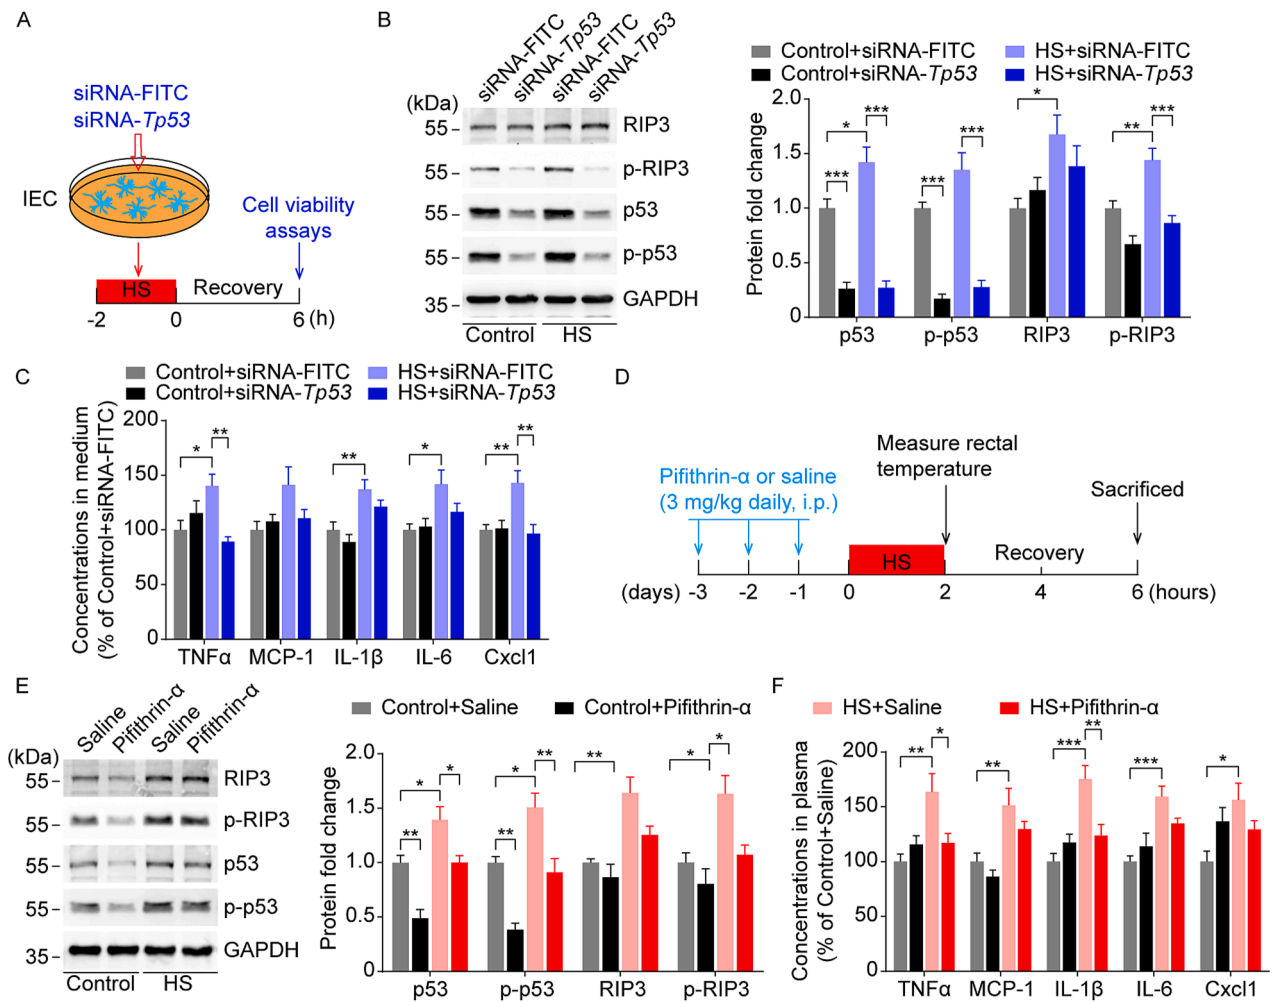 A
siRNA-FITC
siRNA-Tp53
IEC
Cell viability
assays
HS
Recovery
-2
0
6 (h)
B
siRNA-FITC
siRNA-Tp53
siRNA-FITC
siRNA-Tp53
(kDa)
55
RIP3
55
p-RIP3
55
p53
55
p-p53
35
GAPDH
Control
HS
Control+siRNA-FITC
Control+siRNA-Tp53
HS+siRNA-FITC
HS+siRNA-Tp53
Protein fold change
2.0
1.5
1.0
0.5
0
***
*
***
***
***
*
**
***
p53
p-p53
RIP3
p-RIP3
C
Control+siRNA-FITC
Control+siRNA-Tp53
HS+siRNA-FITC
HS+siRNA-Tp53
Concentrations in medium
(% of Control+siRNA-FITC)
200
150
100
50
0
*
**
**
*
**
**
TNFα
MCP-1
IL-1β
IL-6
Cxcl1
D
Pifithrin-α or saline
(3 mg/kg daily, i.p.)
Measure rectal
temperature
Sacrificed
HS
Recovery
(days)
-3
-2
-1
0
2
4
6 (hours)
E
Saline
Pifithrin-α
Saline
Pifithrin-α
(kDa)
55
RIP3
55
p-RIP3
55
p53
55
p-p53
35
GAPDH
Control
HS
Control+Saline
Control+Pifithrin-α
HS+Saline
HS+Pifithrin-α
Protein fold change
2.0
1.5
1.0
0.5
0
**
*
*
**
*
**
**
*
*
p53
p-p53
RIP3
p-RIP3
F
Concentrations in plasma
(% of Control+Saline)
200
150
100
50
0
**
*
**
***
**
***
*
TNFα
MCP-1
IL-1β
IL-6
Cxcl1